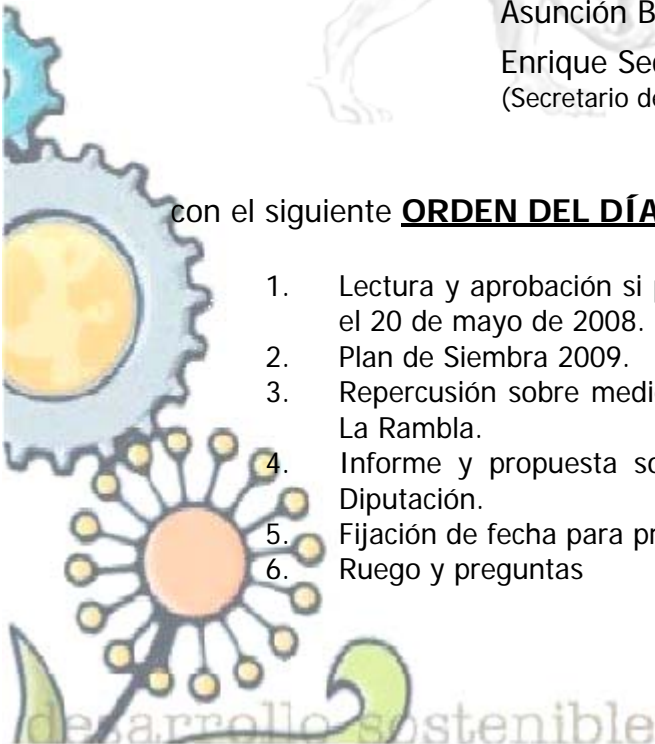 Asunción B
Enrique Se
(Secretario d
con el siguiente ORDEN DEL DÍA
1. Lectura y aprobación si
el 20 de mayo de 2008.
2. Plan de Siembra 2009.
3. Repercusión sobre medi
La Rambla.
4. Informe y propuesta so
Diputación.
5. Fijación de fecha para pr
6. Ruego y preguntas
desarrollo sostenible